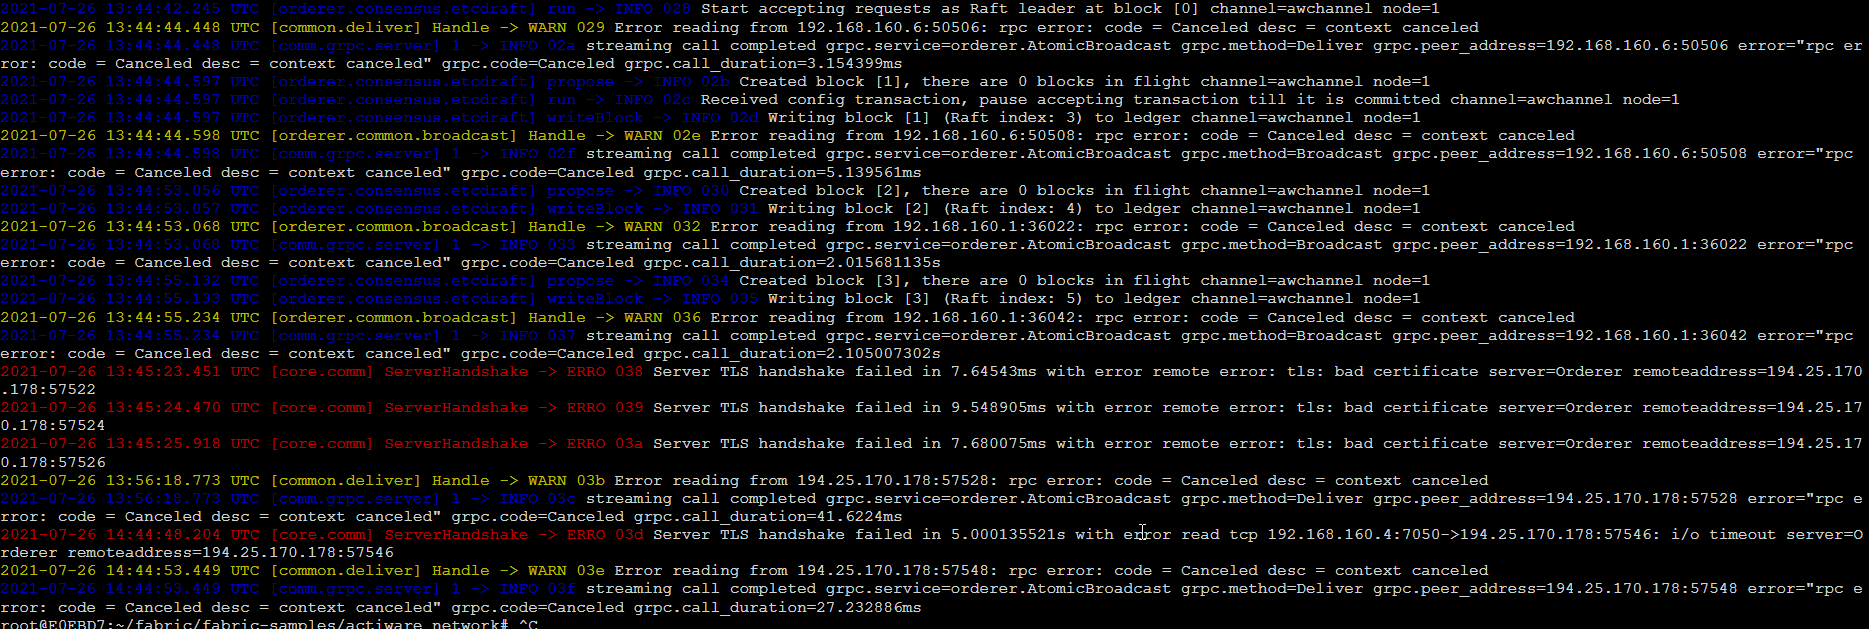 2021-07-26 13:44:42.245 UTC [orderer.consensus.etcdraft] run -> INFO 028 Start accepting requests as Raft leader at block [0] channel=awchannel node=1
2021-07-26 13:44:44.448 UTC [common.deliver] Handle -> WARN 029 Error reading from 192.168.160.6:50506: rpc error: code = Canceled desc = context canceled
2021-07-26 13:44:44.448 UTC [comm.grpc.server] 1 -> INFO 02a streaming call completed grpc.service=orderer.AtomicBroadcast grpc.method=Deliver grpc.peer_address=192.168.160.6:50506 error="rpc er
ror: code = Canceled desc = context canceled" grpc.code=Canceled grpc.call_duration=3.154399ms
2021-07-26 13:44:44.597 UTC [orderer.consensus.etcdraft] propose -> INFO 02b Created block [1], there are 0 blocks in flight channel=awchannel node=1
2021-07-26 13:44:44.597 UTC [orderer.consensus.etcdraft] run -> INFO 02c Received config transaction, pause accepting transaction till it is committed channel=awchannel node=1
2021-07-26 13:44:44.597 UTC [orderer.consensus.etcdraft] writeBlock -> INFO 02d Writing block [1] (Raft index: 3) to ledger channel=awchannel node=1
2021-07-26 13:44:44.598 UTC [orderer.common.broadcast] Handle -> WARN 02e Error reading from 192.168.160.6:50508: rpc error: code = Canceled desc = context canceled
2021-07-26 13:44:44.598 UTC [comm.grpc.server] 1 -> INFO 02f streaming call completed grpc.service=orderer.AtomicBroadcast grpc.method=Broadcast grpc.peer_address=192.168.160.6:50508 error="rpc
error: code = Canceled desc = context canceled" grpc.code=Canceled grpc.call_duration=5.139561ms
2021-07-26 13:44:53.056 UTC [orderer.consensus.etcdraft] propose -> INFO 030 Created block [2], there are 0 blocks in flight channel=awchannel node=1
2021-07-26 13:44:53.057 UTC [orderer.consensus.etcdraft] writeBlock -> INFO 031 Writing block [2] (Raft index: 4) to ledger channel=awchannel node=1
2021-07-26 13:44:53.068 UTC [orderer.common.broadcast] Handle -> WARN 032 Error reading from 192.168.160.1:36022: rpc error: code = Canceled desc = context canceled
2021-07-26 13:44:53.068 UTC [comm.grpc.server] 1 -> INFO 033 streaming call completed grpc.service=orderer.AtomicBroadcast grpc.method=Broadcast grpc.peer_address=192.168.160.1:36022 error="rpc
error: code = Canceled desc = context canceled" grpc.code=Canceled grpc.call_duration=2.015681135s
2021-07-26 13:44:55.132 UTC [orderer.consensus.etcdraft] propose -> INFO 034 Created block [3], there are 0 blocks in flight channel=awchannel node=1
2021-07-26 13:44:55.133 UTC [orderer.consensus.etcdraft] writeBlock -> INFO 035 Writing block [3] (Raft index: 5) to ledger channel=awchannel node=1
2021-07-26 13:44:55.234 UTC [orderer.common.broadcast] Handle -> WARN 036 Error reading from 192.168.160.1:36042: rpc error: code = Canceled desc = context canceled
2021-07-26 13:44:55.234 UTC [comm.grpc.server] 1 -> INFO 037 streaming call completed grpc.service=orderer.AtomicBroadcast grpc.method=Broadcast grpc.peer_address=192.168.160.1:36042 error="rpc
error: code = Canceled desc = context canceled" grpc.code=Canceled grpc.call_duration=2.105007302s
2021-07-26 13:45:23.451 UTC [core.comm] ServerHandshake -> ERRO 038 Server TLS handshake failed in 7.64543ms with error remote error: tls: bad certificate server=Orderer remoteaddress=194.25.170
.178:57522
2021-07-26 13:45:24.470 UTC [core.comm] ServerHandshake -> ERRO 039 Server TLS handshake failed in 9.548905ms with error remote error: tls: bad certificate server=Orderer remoteaddress=194.25.17
0.178:57524
2021-07-26 13:45:25.918 UTC [core.comm] ServerHandshake -> ERRO 03a Server TLS handshake failed in 7.680075ms with error remote error: tls: bad certificate server=Orderer remoteaddress=194.25.17
0.178:57526
2021-07-26 13:56:18.773 UTC [common.deliver] Handle -> WARN 03b Error reading from 194.25.170.178:57528: rpc error: code = Canceled desc = context canceled
2021-07-26 13:56:18.773 UTC [comm.grpc.server] 1 -> INFO 03c streaming call completed grpc.service=orderer.AtomicBroadcast grpc.method=Deliver grpc.peer_address=194.25.170.178:57528 error="rpc e
rror: code = Canceled desc = context canceled" grpc.code=Canceled grpc.call_duration=41.6224ms
2021-07-26 14:44:48.204 UTC [core.comm] ServerHandshake -> ERRO 03d Server TLS handshake failed in 5.000135521s with error read tcp 192.168.160.4:7050->194.25.170.178:57546: i/o timeout server=O
rderer remoteaddress=194.25.170.178:57546
2021-07-26 14:44:53.449 UTC [common.deliver] Handle -> WARN 03e Error reading from 194.25.170.178:57548: rpc error: code = Canceled desc = context canceled
2021-07-26 14:44:53.449 UTC [comm.grpc.server] 1 -> INFO 03f streaming call completed grpc.service=orderer.AtomicBroadcast grpc.method=Deliver grpc.peer_address=194.25.170.178:57548 error="rpc e
rror: code = Canceled desc = context canceled" grpc.code=Canceled grpc.call_duration=27.232886ms
root@E0EBD7:~/fabric/fabric-samples/actiware_network# ^C